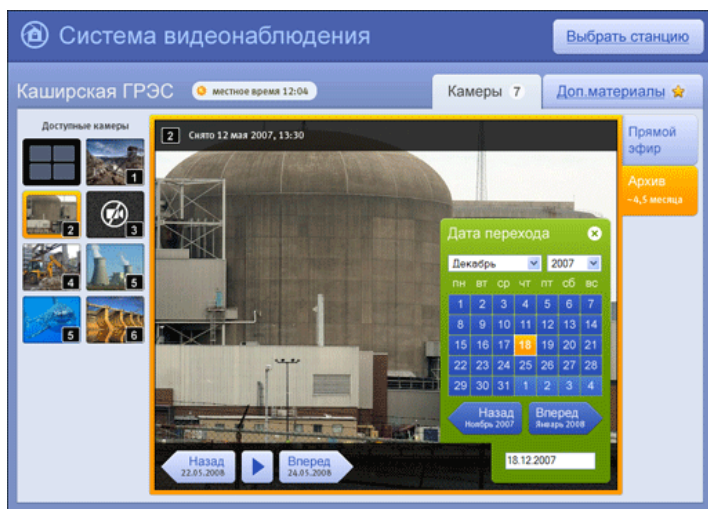 Система видеонаблюдения
Выбрать станцию
Каширская ГРЭС
местное время 12:04
Камеры 7
Доп.материалы
Доступные камеры
1
2
3
4
5
5
6
2 Снято 12 мая 2007, 13:30
Прямой
эфир
Архив
~4,5 месяца
Дата перехода
Декабрь 2007
пн вт ср чт пт сб вс
1 2 3 4 5 6 7
8 9 10 11 12 13 14
15 16 17 18 19 20 21
22 23 24 25 26 27 28
29 30 31 1 2 3 4
Назад
Ноябрь 2007
Вперед
Январь 2008
18.12.2007
Назад
22.05.2008
Вперед
24.05.2008